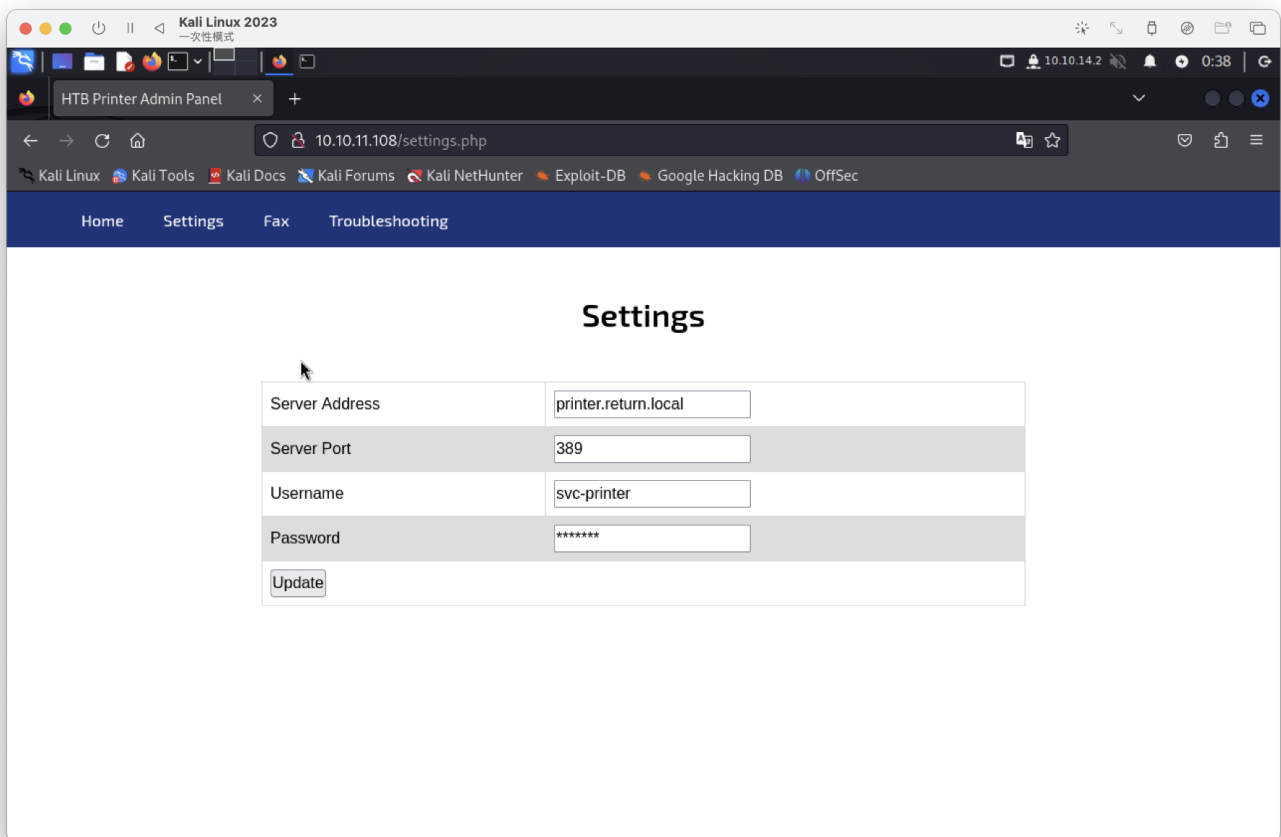 Kali Linux 2023
一次性模式
10.10.14.2 0:38
HTB Printer Admin Panel
10.10.11.108/settings.php
Kali Linux Kali Tools Kali Docs Kali Forums Kali NetHunter Exploit-DB Google Hacking DB OffSec
Home Settings Fax Troubleshooting
Settings
Server Address printer.return.local
Server Port 389
Username svc-printer
Password *******
Update